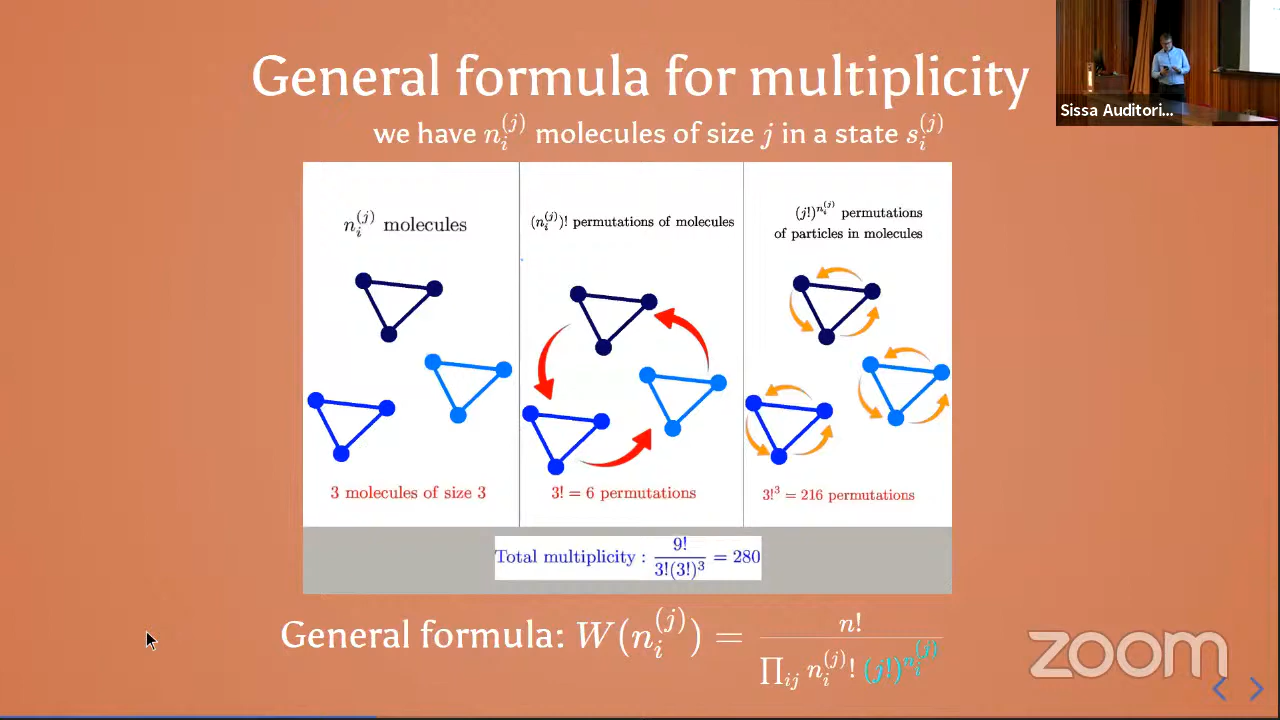 General formula for multiplicity
Sissa Auditori...
we have $n_i^{(j)}$ molecules of size $j$ in a state $s_i^{(j)}$
$n_i^{(j)}$ molecules
$(n_i^{(j)})!$ permutations of molecules
$(j!)^{n_i^{(j)}}$ permutations
of particles in molecules
3 molecules of size 3
3! = 6 permutations
$3!^3$ = 216 permutations
Total multiplicity : $\frac{9!}{3!(3!)^3} = 280$
General formula: $W(n_i^{(j)}) = \frac{n!}{\prod_{ij} n_i^{(j)}! \, (j!)^{n_i^{(j)}}}$
zoom